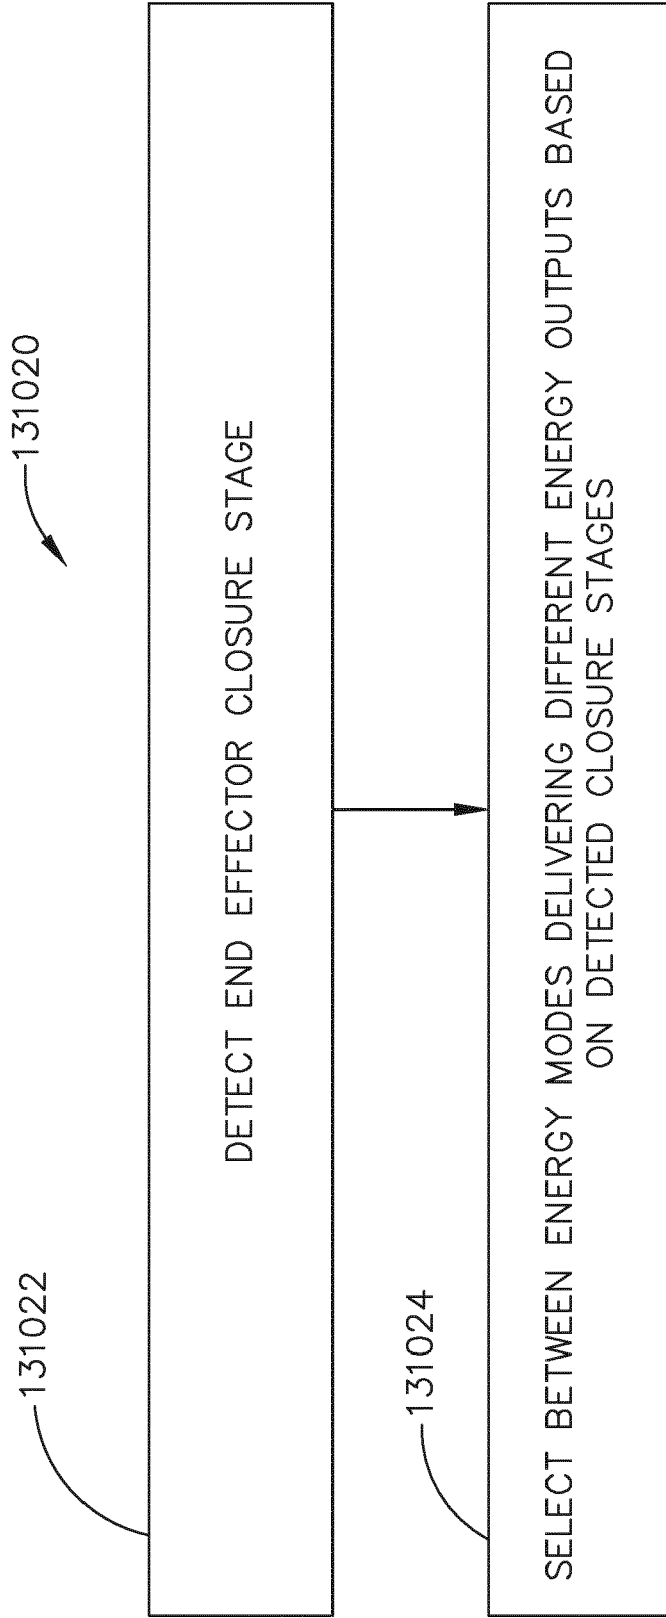 131020
131022
DETECT END EFFECTOR CLOSURE STAGE
131024
SELECT BETWEEN ENERGY MODES DELIVERING DIFFERENT ENERGY OUTPUTS BASED
ON DETECTED CLOSURE STAGES